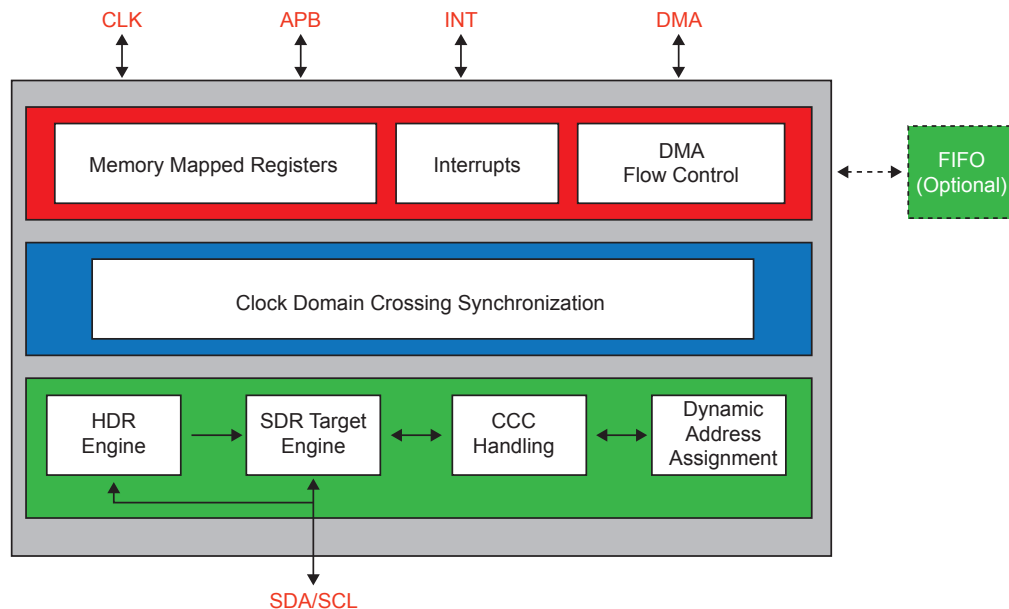 CLK
APB
INT
DMA
Memory Mapped Registers
Interrupts
DMA
Flow Control
FIFO
(Optional)
Clock Domain Crossing Synchronization
HDR
Engine
SDR Target
Engine
CCC
Handling
Dynamic
Address
Assignment
SDA/SCL